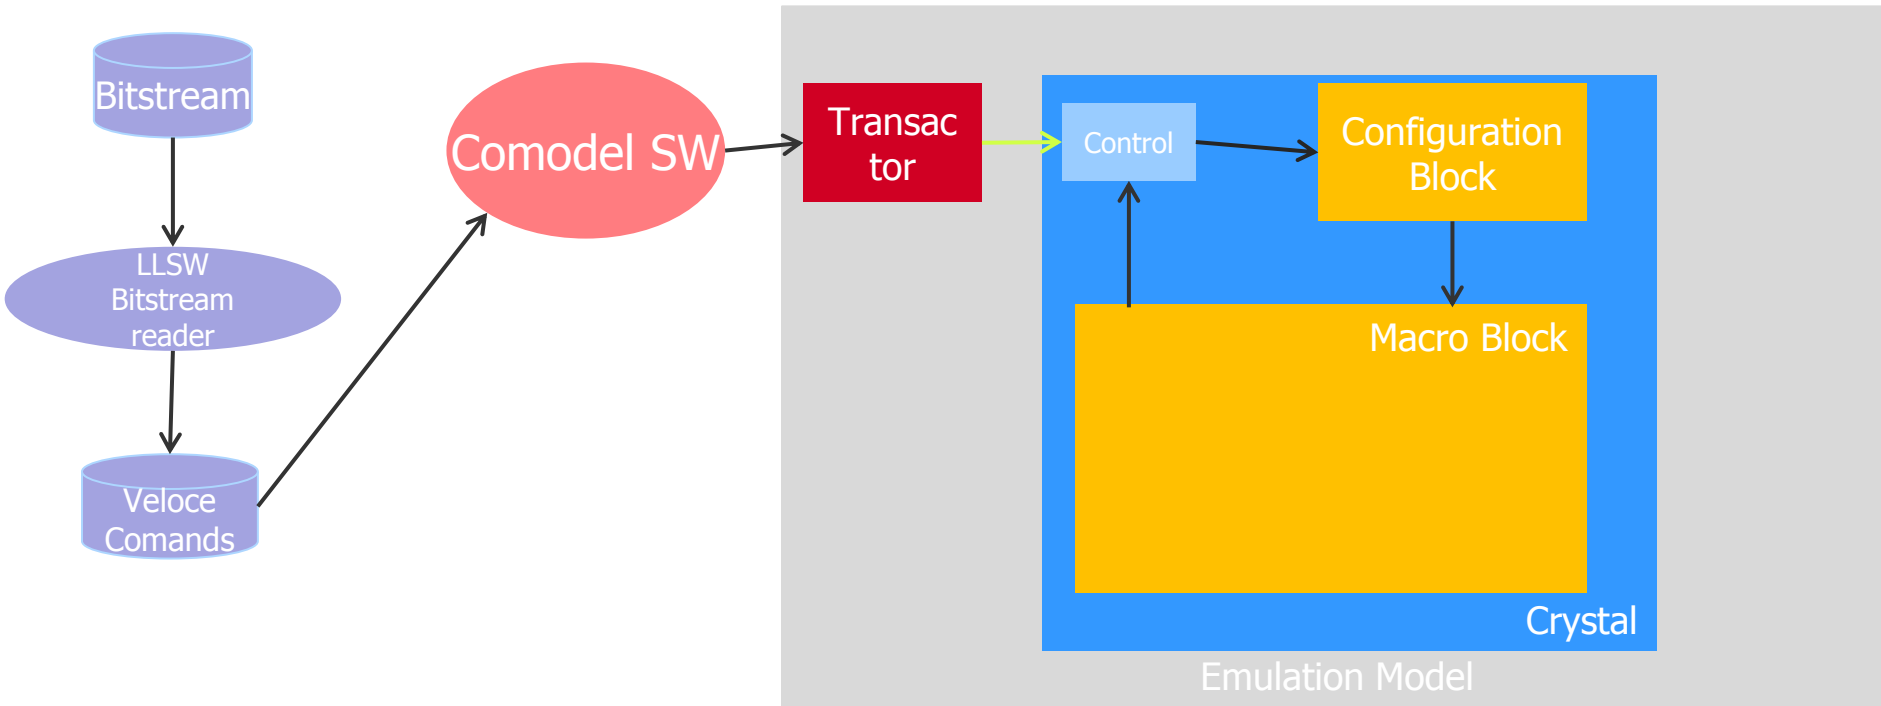 Bitstream
LLSW
Bitstream
reader
Veloce
Comands
Comodel SW
Transac
tor
Control
Configuration
Block
Macro Block
Crystal
Emulation Model